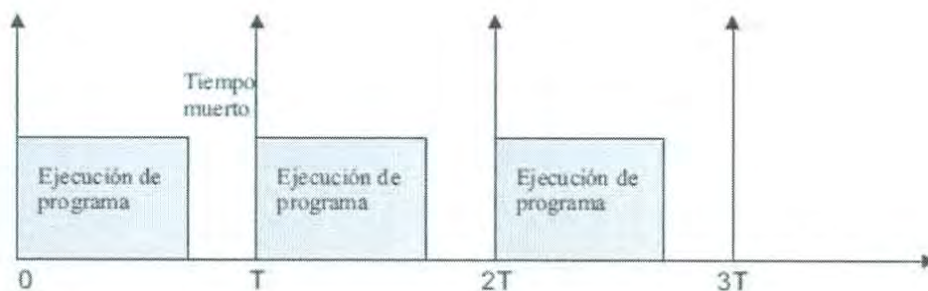 Tiempo
muerto
Ejecución de
programa
Ejecución de
programa
Ejecución de
programa
0
T
2T
3T